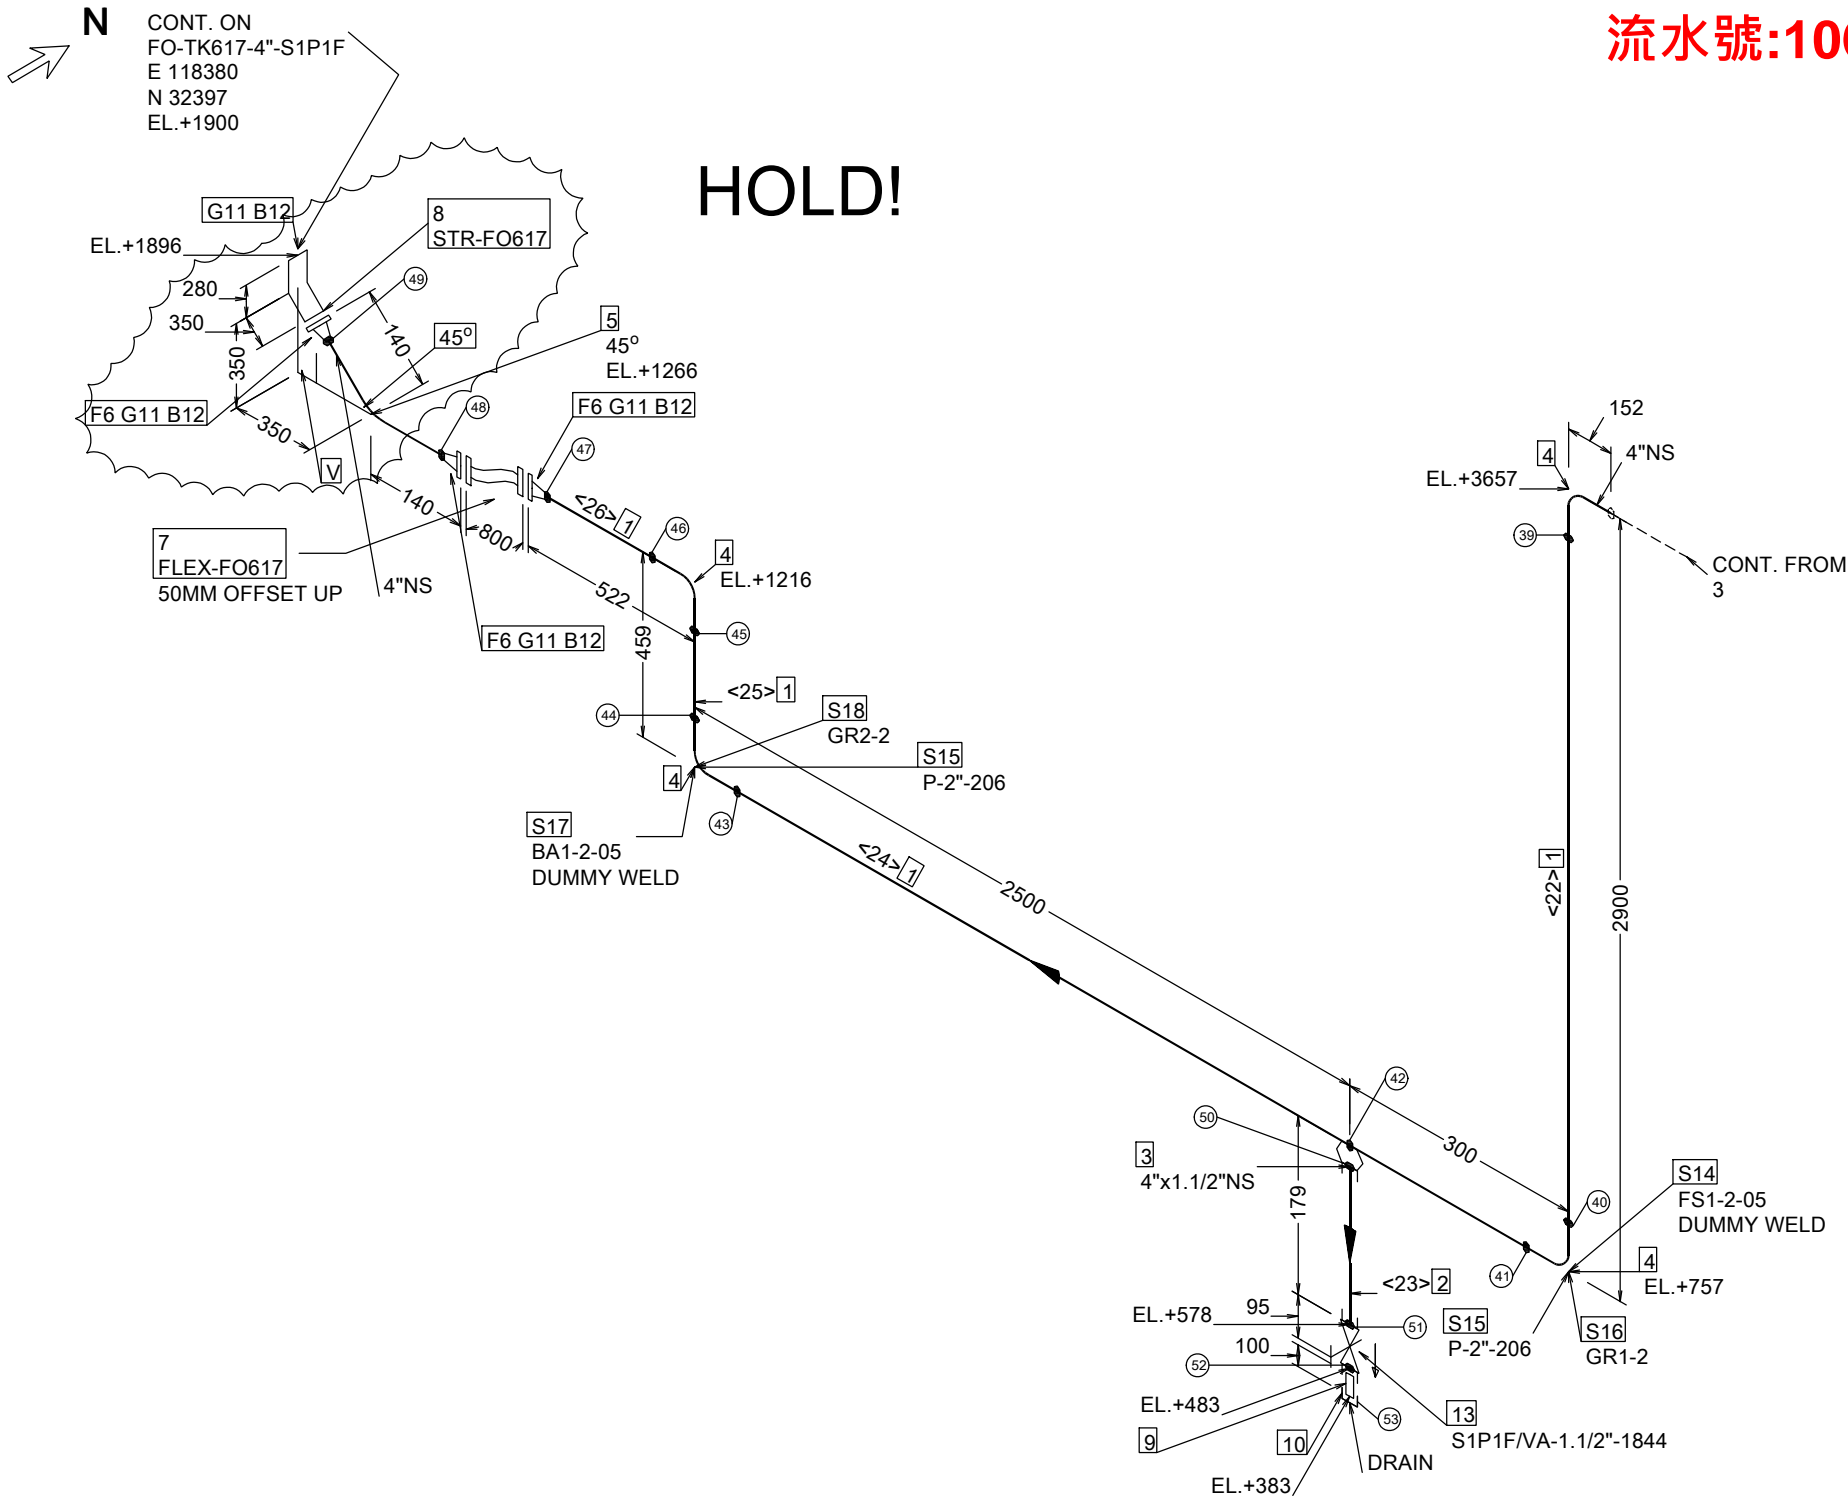 N
CONT. ON
FO-TK617-4"-S1P1F
E 118380
N 32397
EL.+1900
流水號:10
HOLD!
G11 B12
EL.+1896
8
STR-FO617
49
280
350
350
140
45°
5
45°
EL.+1266
F6 G11 B12
350
V
48
F6 G11 B12
47
140
800
<26> 1
46
7
FLEX-FO617
50MM OFFSET UP
4"NS
F6 G11 B12
522
459
4
EL.+1216
45
<25> 1
44
S18
GR2-2
S15
P-2"-206
4
43
S17
BA1-2-05
DUMMY WELD
<24> 1
2500
152
4
4"NS
EL.+3657
39
CONT. FROM
3
<22> 1
2900
42
50
3
4"x1.1/2"NS
300
179
S14
FS1-2-05
DUMMY WELD
40
41
4
EL.+757
<23> 2
EL.+578
95
100
51
S15
P-2"-206
S16
GR1-2
52
EL.+483
9
10
53
13
S1P1F/VA-1.1/2"-1844
DRAIN
EL.+383